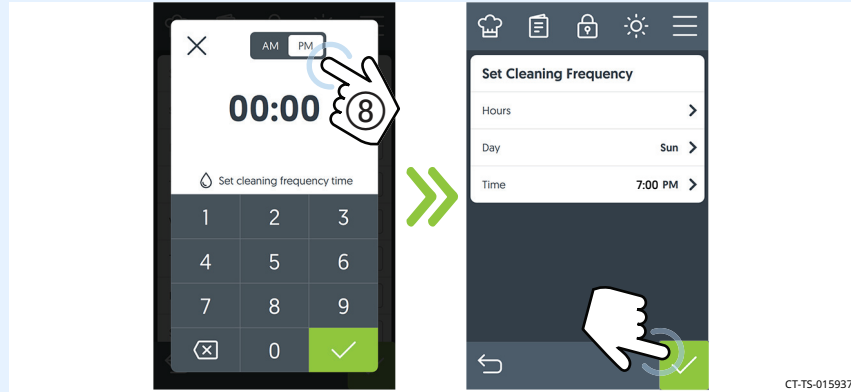 AM PM
00:00
8
Set cleaning frequency time
1 2 3
4 5 6
7 8 9
0
Set Cleaning Frequency
Hours
Day Sun
Time 7:00 PM
CT-TS-015937